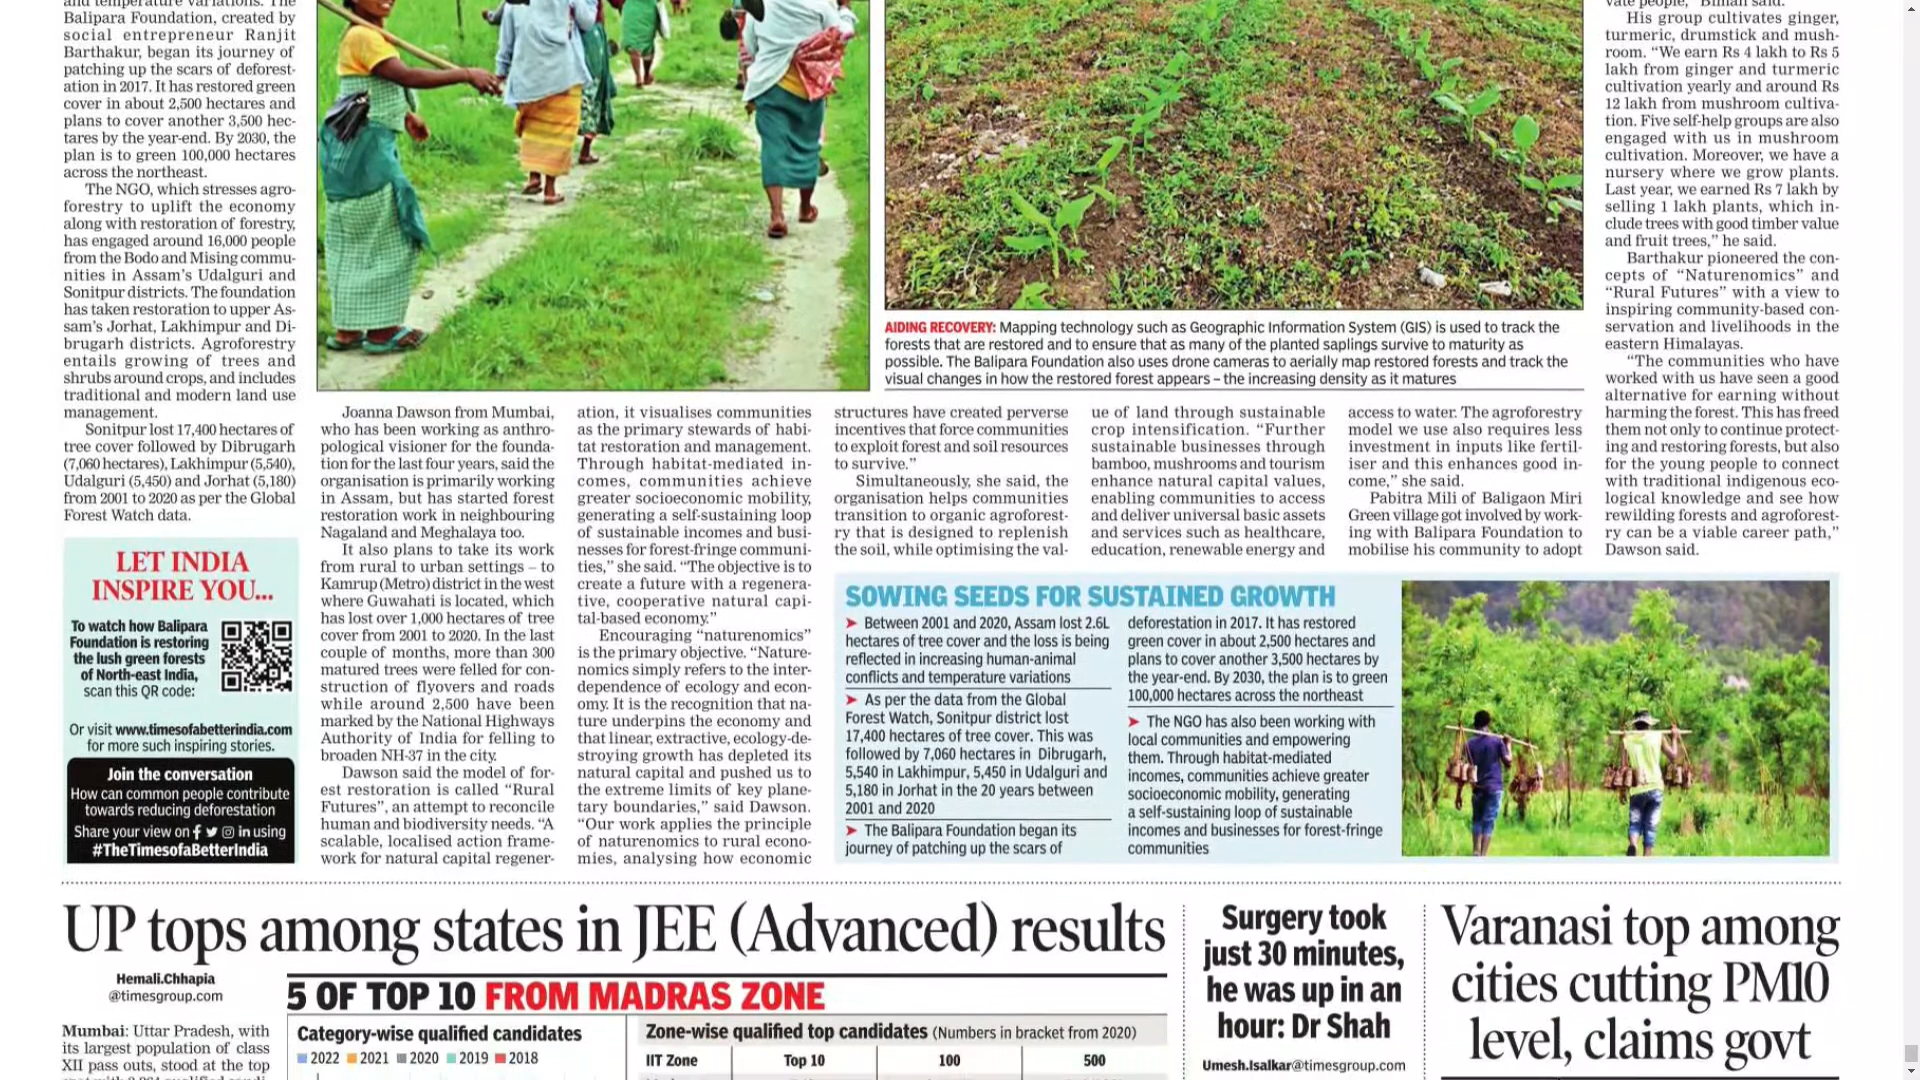 and temperature variations. The
Balipara Foundation, created by
social entrepreneur Ranjit
Barthakur, began its journey of
patching up the scars of deforest-
ation in 2017. It has restored green
cover in about 2,500 hectares and
plans to cover another 3,500 hec-
tares by the year-end. By 2030, the
plan is to green 100,000 hectares
across the northeast.
The NGO, which stresses agro-
forestry to uplift the economy
along with restoration of forestry,
has engaged around 16,000 people
from the Bodo and Mising commu-
nities in Assam's Udalguri and
Sonitpur districts. The foundation
has taken restoration to upper As-
sam's Jorhat, Lakhimpur and Di-
brugarh districts. Agroforestry
entails growing of trees and
shrubs around crops, and includes
traditional and modern land use
management.
Sonitpur lost 17,400 hectares of
tree cover followed by Dibrugarh
(7,060 hectares), Lakhimpur (5,540),
Udalguri (5,450) and Jorhat (5,180)
from 2001 to 2020 as per the Global
Forest Watch data.
LET INDIA
INSPIRE YOU...
To watch how Balipara
Foundation is restoring
the lush green forests
of North-east India,
scan this QR code:
Or visit www.timesofabetterindia.com
for more such inspiring stories.
Join the conversation
How can common people contribute
towards reducing deforestation
Share your view on f in using
#TheTimesofaBetterIndia
AIDING RECOVERY: Mapping technology such as Geographic Information System (GIS) is used to track the
forests that are restored and to ensure that as many of the planted saplings survive to maturity as
possible. The Balipara Foundation also uses drone cameras to aerially map restored forests and track the
visual changes in how the restored forest appears – the increasing density as it matures
Joanna Dawson from Mumbai,
who has been working as anthro-
pological visioner for the founda-
tion for the last four years, said the
organisation is primarily working
in Assam, but has started forest
restoration work in neighbouring
Nagaland and Meghalaya too.
It also plans to take its work
from rural to urban settings – to
Kamrup (Metro) district in the west
where Guwahati is located, which
has lost over 1,000 hectares of tree
cover from 2001 to 2020. In the last
couple of months, more than 300
matured trees were felled for con-
struction of flyovers and roads
while around 2,500 have been
marked by the National Highways
Authority of India for felling to
broaden NH-37 in the city.
Dawson said the model of for-
est restoration is called “Rural
Futures”, an attempt to reconcile
human and biodiversity needs. “A
scalable, localised action frame-
work for natural capital regener-
ation, it visualises communities
as the primary stewards of habi-
tat restoration and management.
Through habitat-mediated in-
comes, communities achieve
greater socioeconomic mobility,
generating a self-sustaining loop
of sustainable incomes and busi-
nesses for forest-fringe communi-
ties,” she said. “The objective is to
create a future with a regenera-
tive, cooperative natural capi-
tal-based economy.”
Encouraging “naturenomics”
is the primary objective. “Nature-
nomics simply refers to the inter-
dependence of ecology and econ-
omy. It is the recognition that na-
ture underpins the economy and
that linear, extractive, ecology-de-
stroying growth has depleted its
natural capital and pushed us to
the extreme limits of key plane-
tary boundaries,” said Dawson.
“Our work applies the principle
of naturenomics to rural econo-
mies, analysing how economic
structures have created perverse
incentives that force communities
to exploit forest and soil resources
to survive.”
Simultaneously, she said, the
organisation helps communities
transition to organic agroforest-
ry that is designed to replenish
the soil, while optimising the val-
ue of land through sustainable
crop intensification. “Further
sustainable businesses through
bamboo, mushrooms and tourism
enhance natural capital values,
enabling communities to access
and deliver universal basic assets
and services such as healthcare,
education, renewable energy and
access to water. The agroforestry
model we use also requires less
investment in inputs like fertil-
iser and this enhances good in-
come,” she said.
Pabitra Mili of Baligaon Miri
Green village got involved by work-
ing with Balipara Foundation to
mobilise his community to adopt
vate people,” Biman said.
His group cultivates ginger,
turmeric, drumstick and mush-
room. “We earn Rs 4 lakh to Rs 5
lakh from ginger and turmeric
cultivation yearly and around Rs
12 lakh from mushroom cultiva-
tion. Five self-help groups are also
engaged with us in mushroom
cultivation. Moreover, we have a
nursery where we grow plants.
Last year, we earned Rs 7 lakh by
selling 1 lakh plants, which in-
clude trees with good timber value
and fruit trees,” he said.
Barthakur pioneered the con-
cepts of “Naturenomics” and
“Rural Futures” with a view to
inspiring community-based con-
servation and livelihoods in the
eastern Himalayas.
“The communities who have
worked with us have seen a good
alternative for earning without
harming the forest. This has freed
them not only to continue protect-
ing and restoring forests, but also
for the young people to connect
with traditional indigenous eco-
logical knowledge and see how
rewilding forests and agroforest-
ry can be a viable career path,”
Dawson said.
SOWING SEEDS FOR SUSTAINED GROWTH
➤ Between 2001 and 2020, Assam lost 2.6L
hectares of tree cover and the loss is being
reflected in increasing human-animal
conflicts and temperature variations
➤ As per the data from the Global
Forest Watch, Sonitpur district lost
17,400 hectares of tree cover. This was
followed by 7,060 hectares in Dibrugarh,
5,540 in Lakhimpur, 5,450 in Udalguri and
5,180 in Jorhat in the 20 years between
2001 and 2020
➤ The Balipara Foundation began its
journey of patching up the scars of
deforestation in 2017. It has restored
green cover in about 2,500 hectares and
plans to cover another 3,500 hectares by
the year-end. By 2030, the plan is to green
100,000 hectares across the northeast
➤ The NGO has also been working with
local communities and empowering
them. Through habitat-mediated
incomes, communities achieve greater
socioeconomic mobility, generating
a self-sustaining loop of sustainable
incomes and businesses for forest-fringe
communities
UP tops among states in JEE (Advanced) results
Hemali.Chhapia
@timesgroup.com
Mumbai: Uttar Pradesh, with
its largest population of class
XII pass outs, stood at the top
5 OF TOP 10 FROM MADRAS ZONE
Category-wise qualified candidates
2022 2021 2020 2019 2018
Zone-wise qualified top candidates (Numbers in bracket from 2020)
IIT Zone Top 10 100 500
Surgery took
just 30 minutes,
he was up in an
hour: Dr Shah
Umesh.Isalkar@timesgroup.com
Varanasi top among
cities cutting PM10
level, claims govt